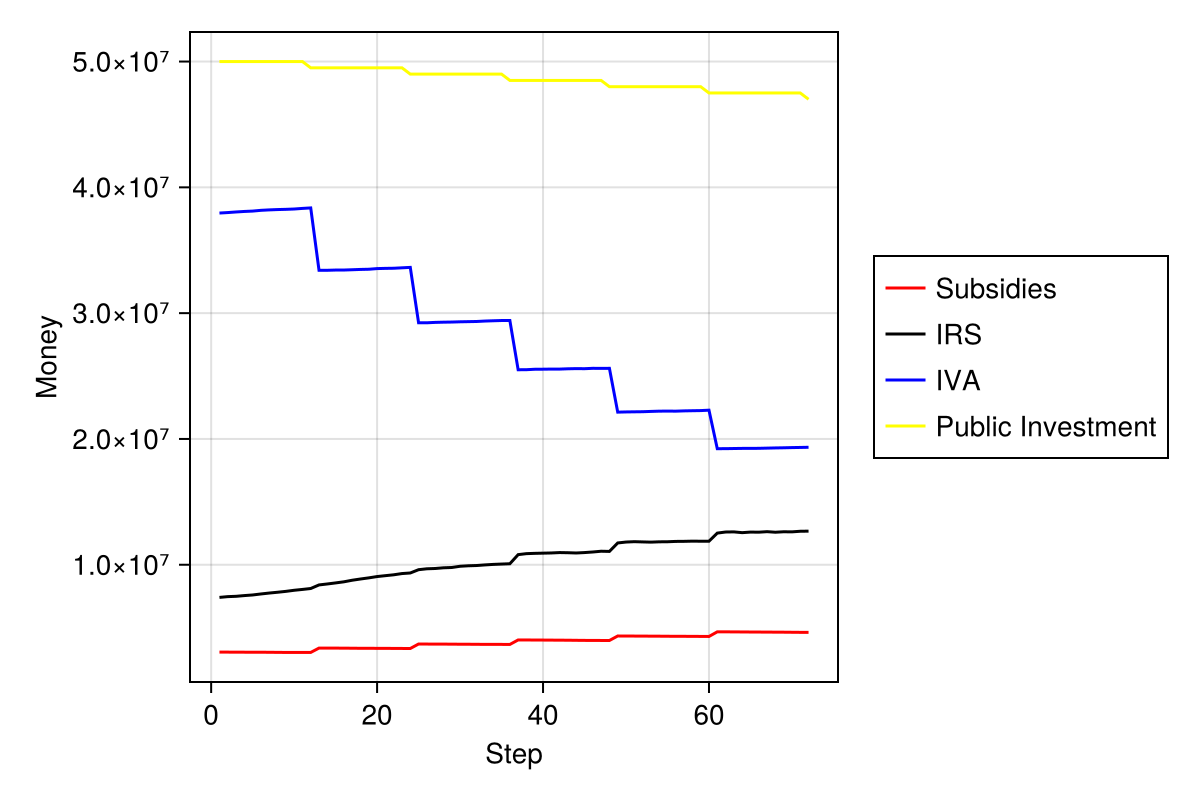 5.0×10⁷
4.0×10⁷
3.0×10⁷
2.0×10⁷
1.0×10⁷
Money
0 20 40 60
Step
Subsidies
IRS
IVA
Public Investment